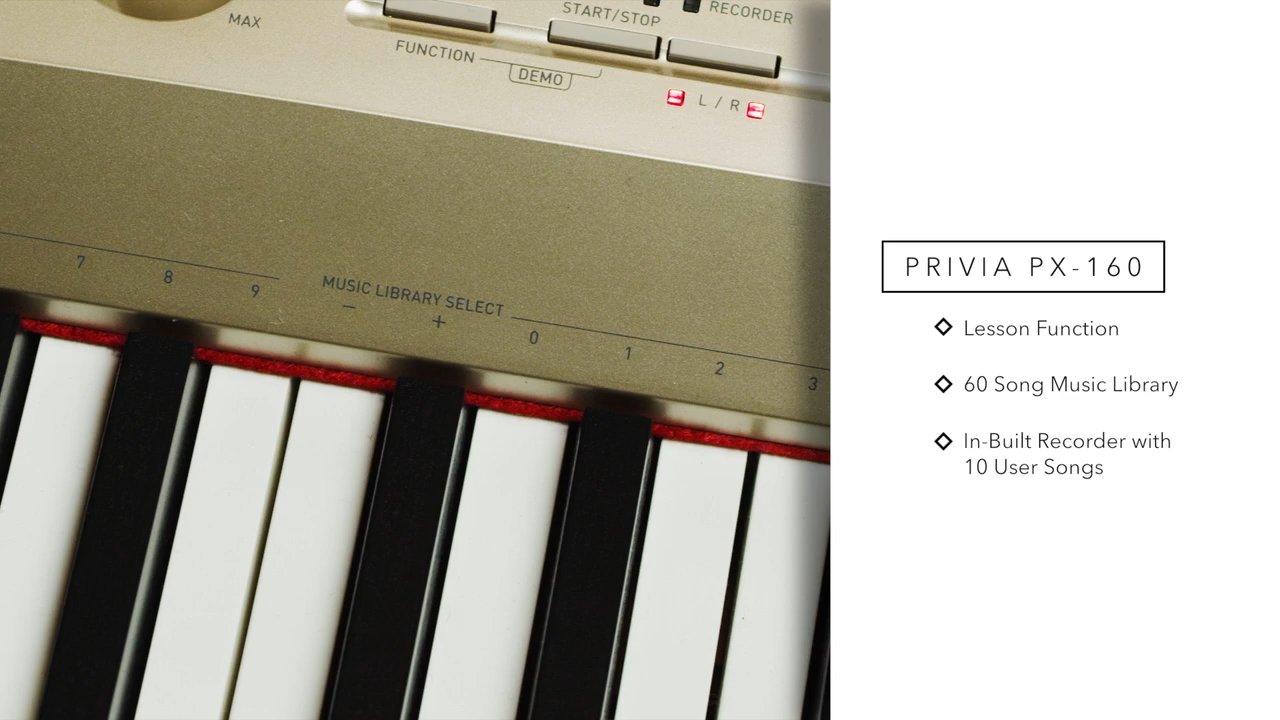 MAX
START/STOP
RECORDER
FUNCTION
DEMO
L / R
7 8 9
MUSIC LIBRARY SELECT
− +
0 1 2 3
PRIVIA PX-160
Lesson Function
60 Song Music Library
In-Built Recorder with
10 User Songs